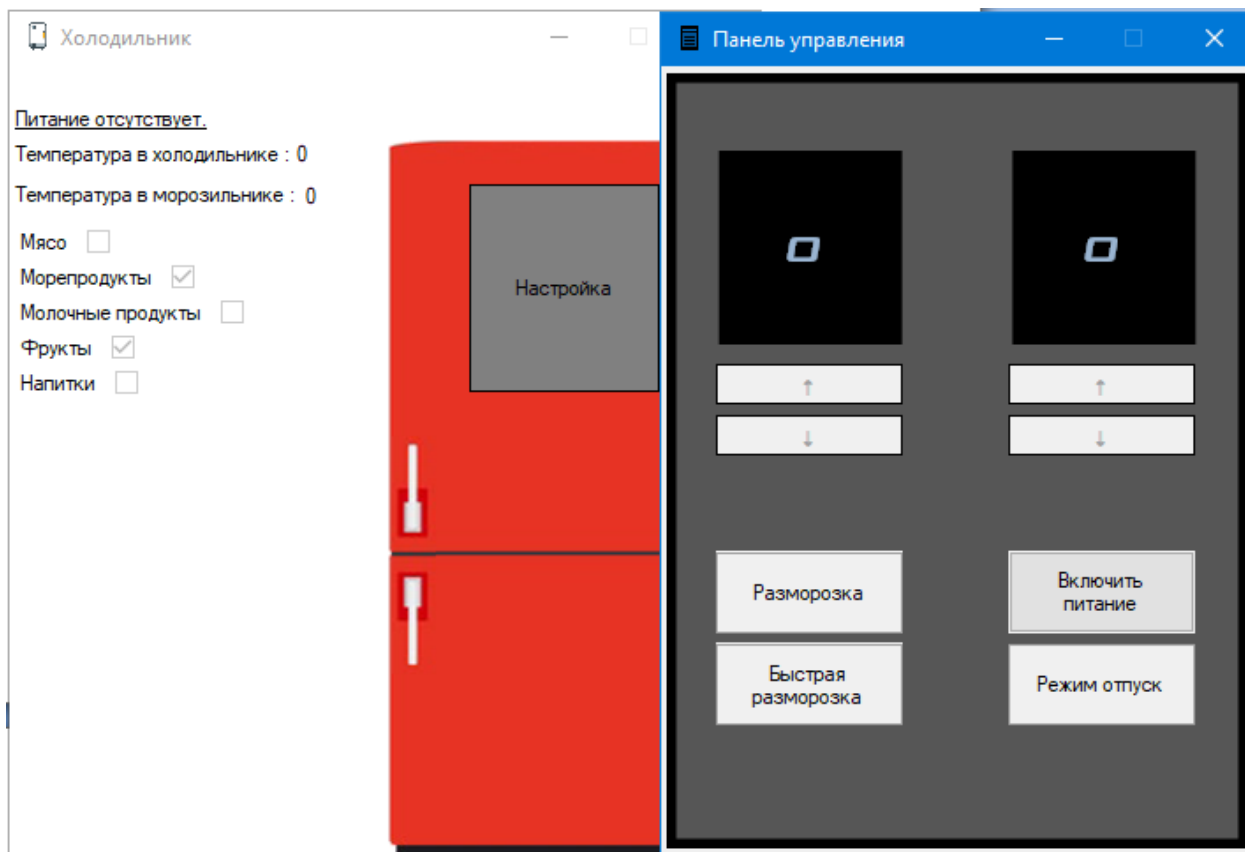 Холодильник
Питание отсутствует.
Температура в холодильнике : 0
Температура в морозильнике : 0
Мясо
Морепродукты
Молочные продукты
Фрукты
Напитки
Настройка
Панель управления
0 0
↑ ↑
↓ ↓
Разморозка
Включить
питание
Быстрая
разморозка
Режим отпуск